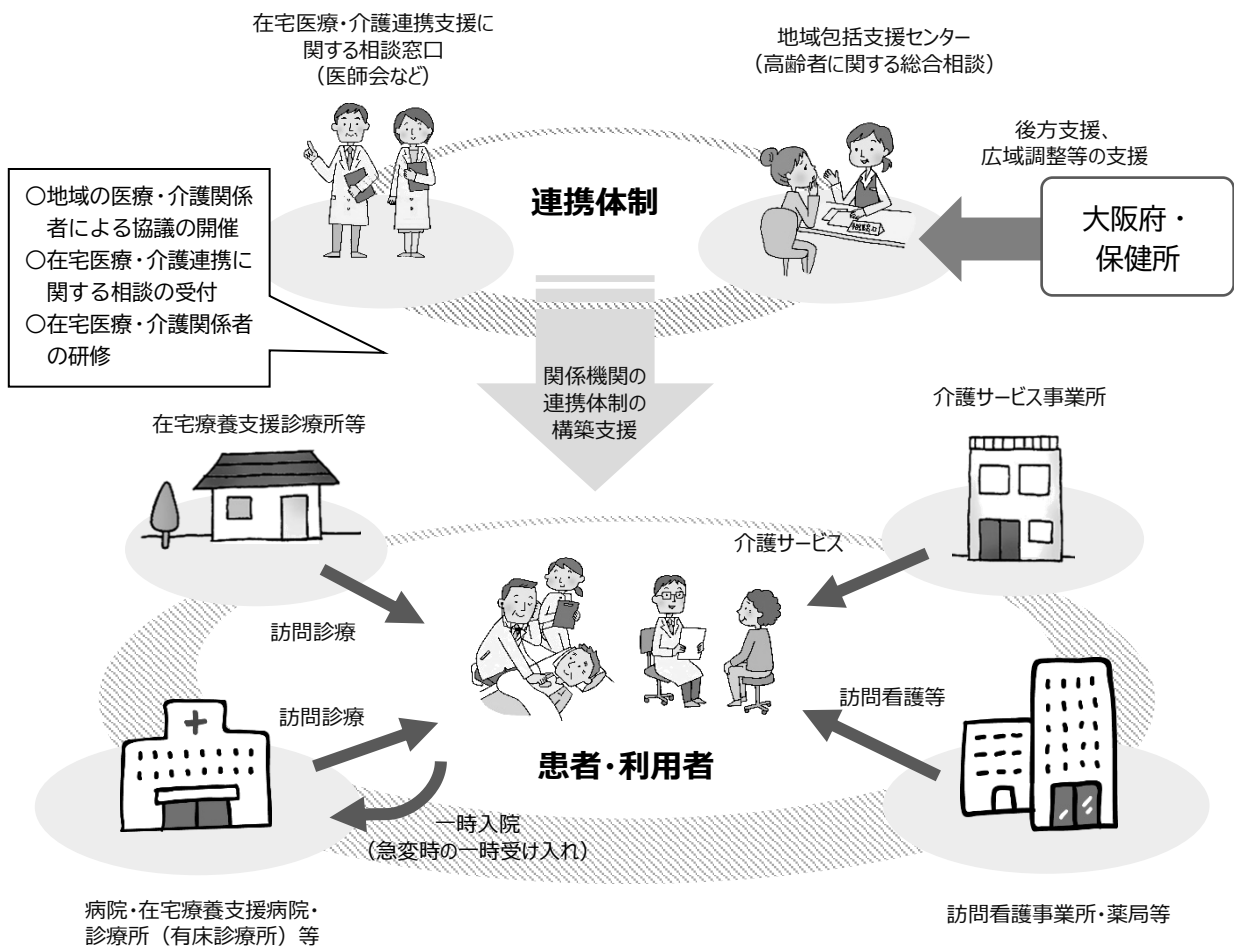 在宅医療・介護連携支援に
関する相談窓口
（医師会など）
地域包括支援センター
（高齢者に関する総合相談）
後方支援、
広域調整等の支援
大阪府・
保健所
連携体制
〇地域の医療・介護関係
者による協議の開催
〇在宅医療・介護連携に
関する相談の受付
〇在宅医療・介護関係者
の研修
関係機関の
連携体制の
構築支援
在宅療養支援診療所等
介護サービス事業所
介護サービス
訪問診療
訪問診療
訪問看護等
患者・利用者
一時入院
（急変時の一時受け入れ）
病院・在宅療養支援病院・
診療所（有床診療所）等
訪問看護事業所・薬局等